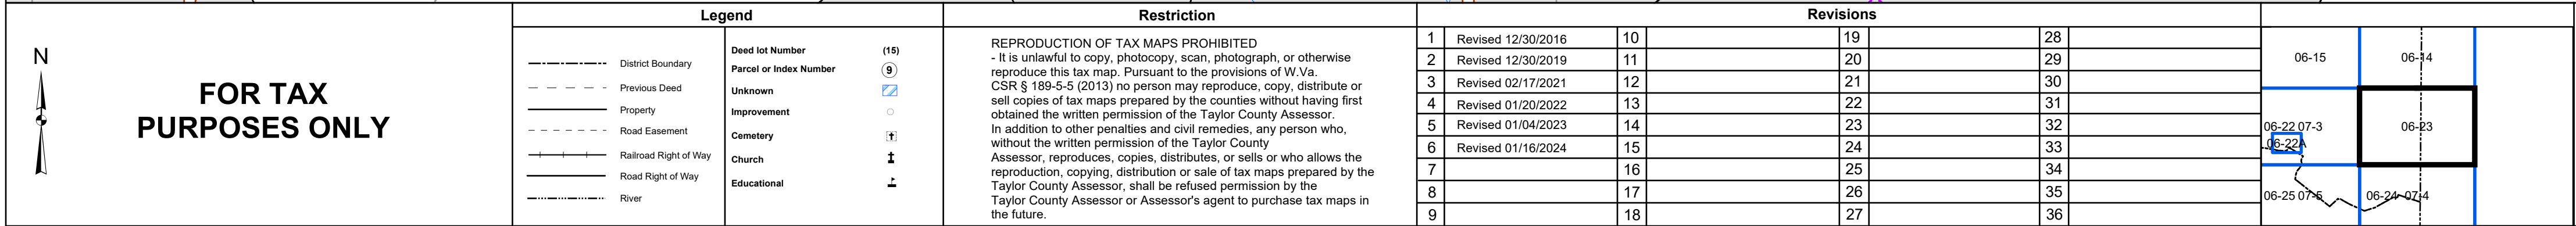 N
FOR TAX
PURPOSES ONLY
Legend
District Boundary
Previous Deed
Property
Road Easement
Railroad Right of Way
Road Right of Way
River
Deed lot Number (15)
Parcel or Index Number 9
Unknown
Improvement
Cemetery
Church
Educational
Restriction
REPRODUCTION OF TAX MAPS PROHIBITED
- It is unlawful to copy, photocopy, scan, photograph, or otherwise
reproduce this tax map. Pursuant to the provisions of W.Va.
CSR § 189-5-5 (2013) no person may reproduce, copy, distribute or
sell copies of tax maps prepared by the counties without having first
obtained the written permission of the Taylor County Assessor.
In addition to other penalties and civil remedies, any person who,
without the written permission of the Taylor County
Assessor, reproduces, copies, distributes, or sells or who allows the
reproduction, copying, distribution or sale of tax maps prepared by the
Taylor County Assessor, shall be refused permission by the
Taylor County Assessor or Assessor's agent to purchase tax maps in
the future.
Revisions
1 Revised 12/30/2016 10 19 28
2 Revised 12/30/2019 11 20 29
3 Revised 02/17/2021 12 21 30
4 Revised 01/20/2022 13 22 31
5 Revised 01/04/2023 14 23 32
6 Revised 01/16/2024 15 24 33
7 16 25 34
8 17 26 35
9 18 27 36
06-15 06-14
06-22 07-3 06-23
06-22A
06-25 07-5 06-24 07-4